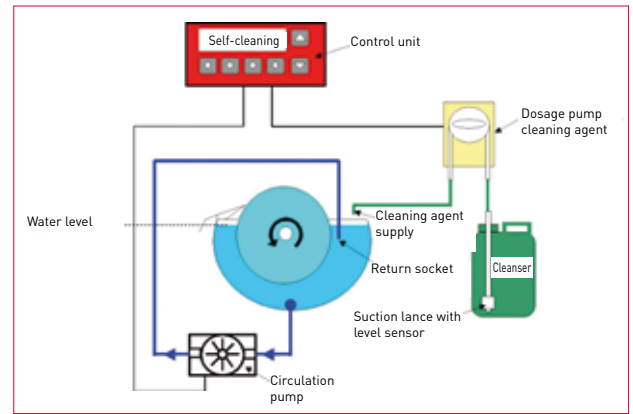 Self-cleaning
Control unit
Dosage pump
cleaning agent
Water level
Cleaning agent
supply
Return socket
Cleanser
Suction lance with
level sensor
Circulation
pump